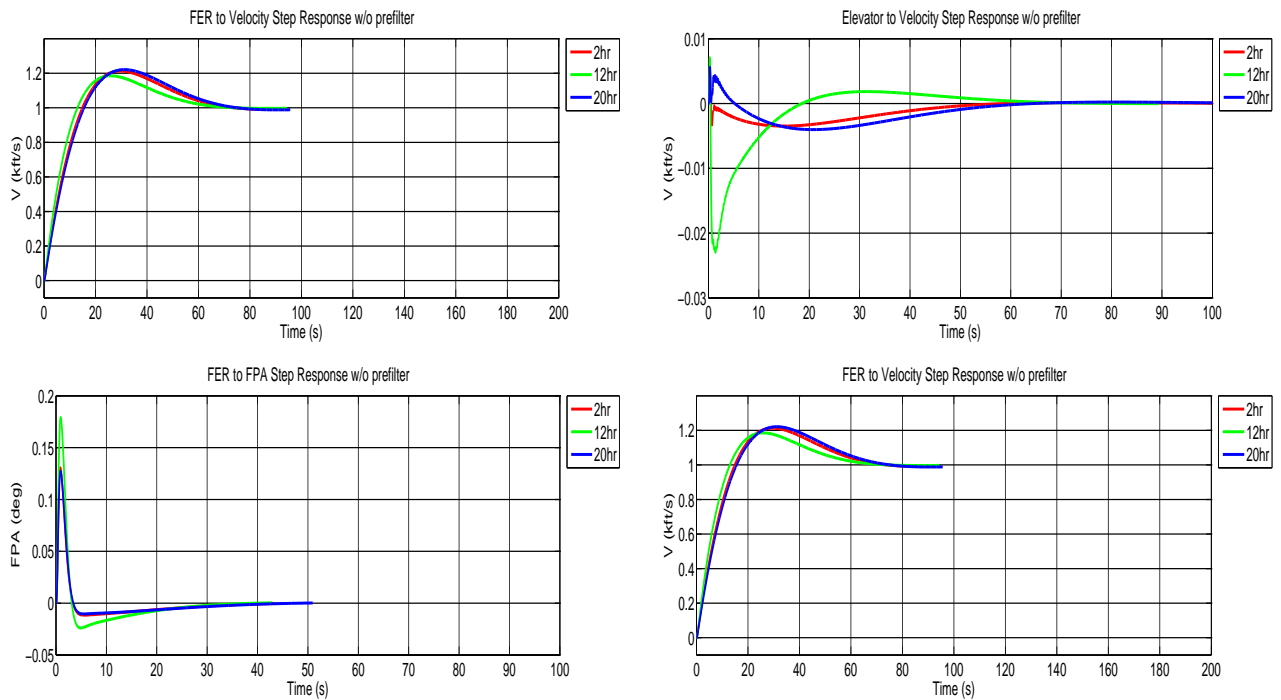 FER to Velocity Step Response w/o prefilter
V (kft/s)
1.2
1
0.8
0.6
0.4
0.2
0
0 20 40 60 80 100 120 140 160 180 200
Time (s)
2hr
12hr
20hr
Elevator to Velocity Step Response w/o prefilter
V (kft/s)
0.01
0
−0.01
−0.02
−0.03
0 10 20 30 40 50 60 70 80 90 100
Time (s)
2hr
12hr
20hr
FER to FPA Step Response w/o prefilter
FPA (deg)
0.2
0.15
0.1
0.05
0
−0.05
0 10 20 30 40 50 60 70 80 90 100
Time (s)
2hr
12hr
20hr
FER to Velocity Step Response w/o prefilter
V (kft/s)
1.2
1
0.8
0.6
0.4
0.2
0
0 20 40 60 80 100 120 140 160 180 200
Time (s)
2hr
12hr
20hr